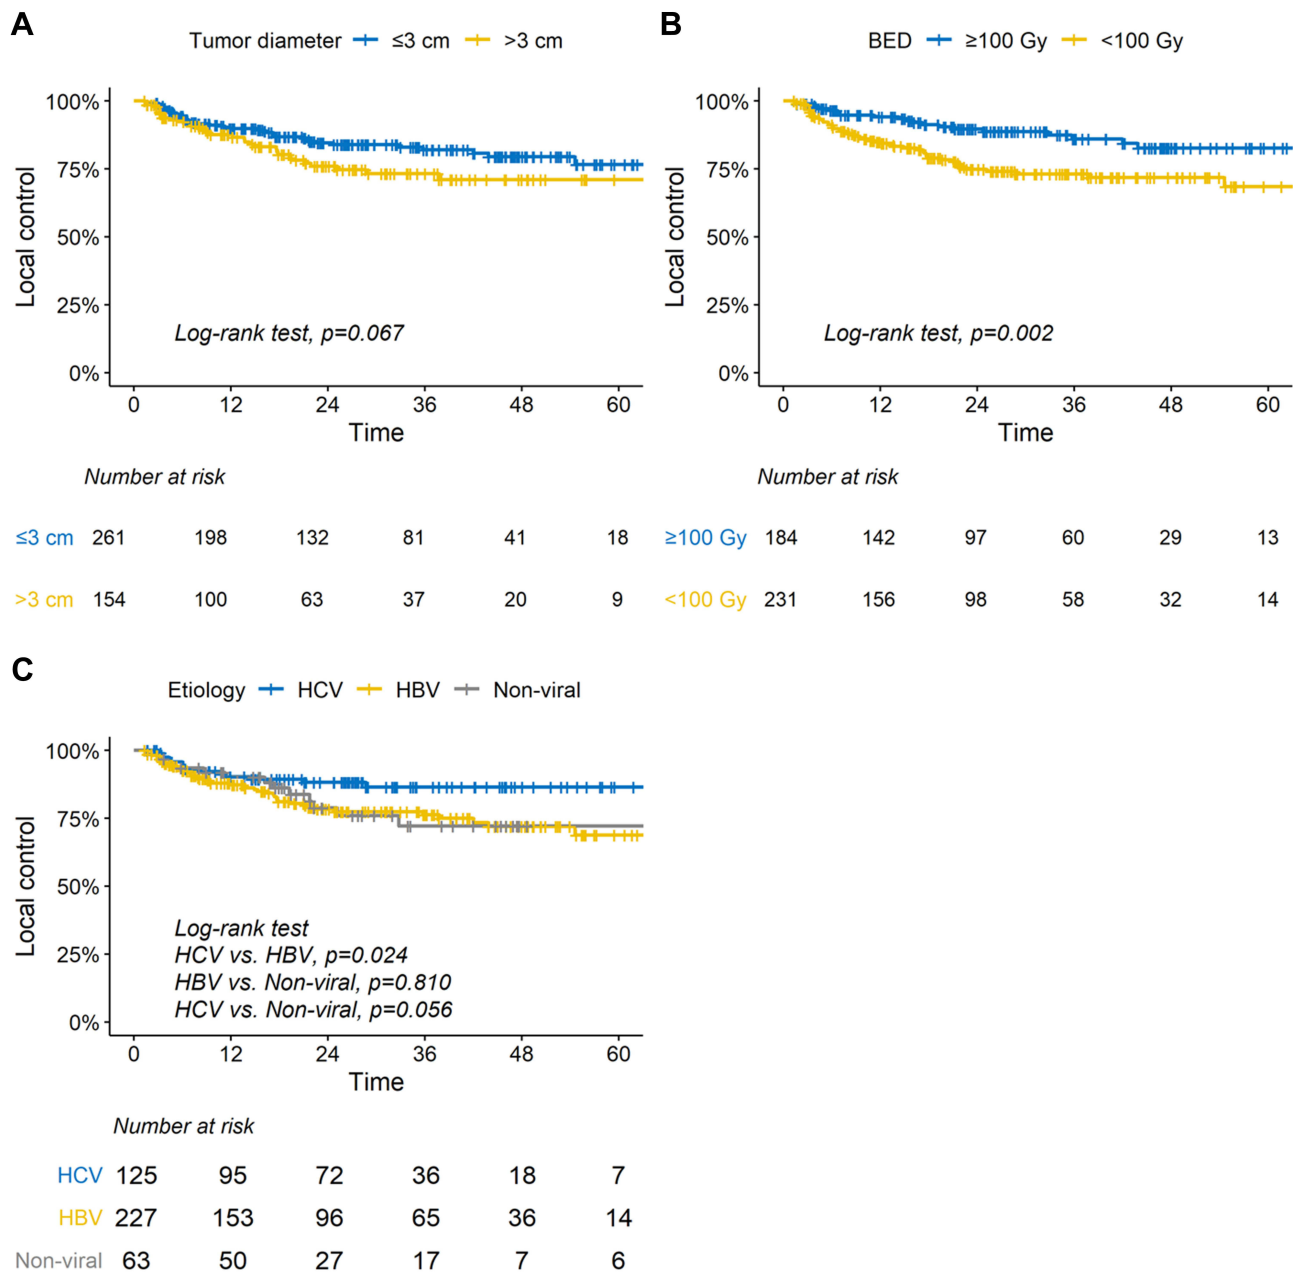 A
Tumor diameter ≤3 cm >3 cm
100%
75%
50%
25%
0%
Local control
Log-rank test, p=0.067
0 12 24 36 48 60
Time
Number at risk
≤3 cm 261 198 132 81 41 18
>3 cm 154 100 63 37 20 9
B
BED ≥100 Gy <100 Gy
100%
75%
50%
25%
0%
Local control
Log-rank test, p=0.002
0 12 24 36 48 60
Time
Number at risk
≥100 Gy 184 142 97 60 29 13
<100 Gy 231 156 98 58 32 14
C
Etiology HCV HBV Non-viral
100%
75%
50%
25%
0%
Local control
Log-rank test
HCV vs. HBV, p=0.024
HBV vs. Non-viral, p=0.810
HCV vs. Non-viral, p=0.056
0 12 24 36 48 60
Time
Number at risk
HCV 125 95 72 36 18 7
HBV 227 153 96 65 36 14
Non-viral 63 50 27 17 7 6